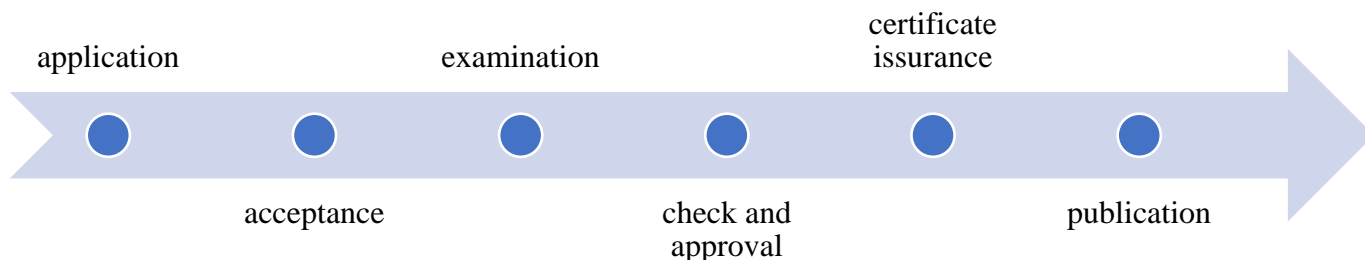 application
acceptance
examination
check and
approval
certificate
issurance
publication